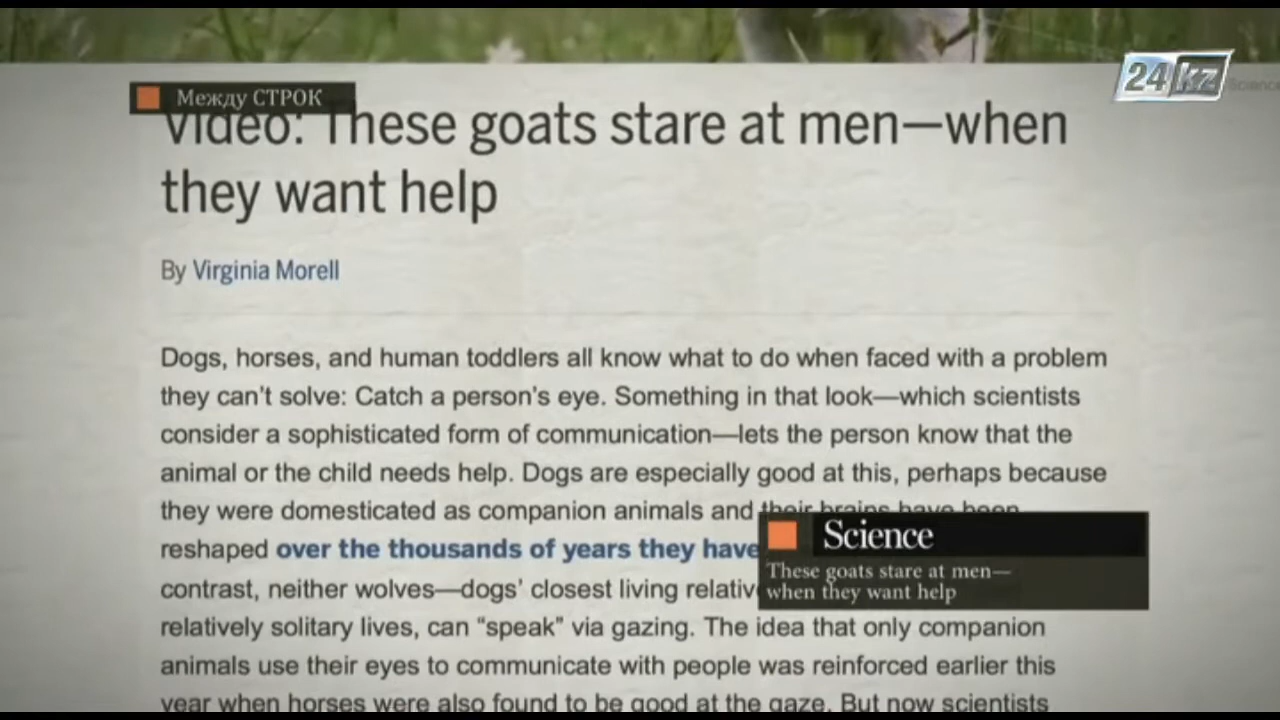 24kz
Science
Между СТРОК
Video: These goats stare at men—when
they want help
By Virginia Morell
Dogs, horses, and human toddlers all know what to do when faced with a problem
they can't solve: Catch a person's eye. Something in that look—which scientists
consider a sophisticated form of communication—lets the person know that the
animal or the child needs help. Dogs are especially good at this, perhaps because
they were domesticated as companion animals and their brains have been
reshaped over the thousands of years they have
contrast, neither wolves—dogs' closest living
relatively solitary lives, can “speak” via gazing. The idea that only companion
animals use their eyes to communicate with people was reinforced earlier this
year when horses were also found to be good at the gaze. But now scientists
Science
These goats stare at men—
when they want help